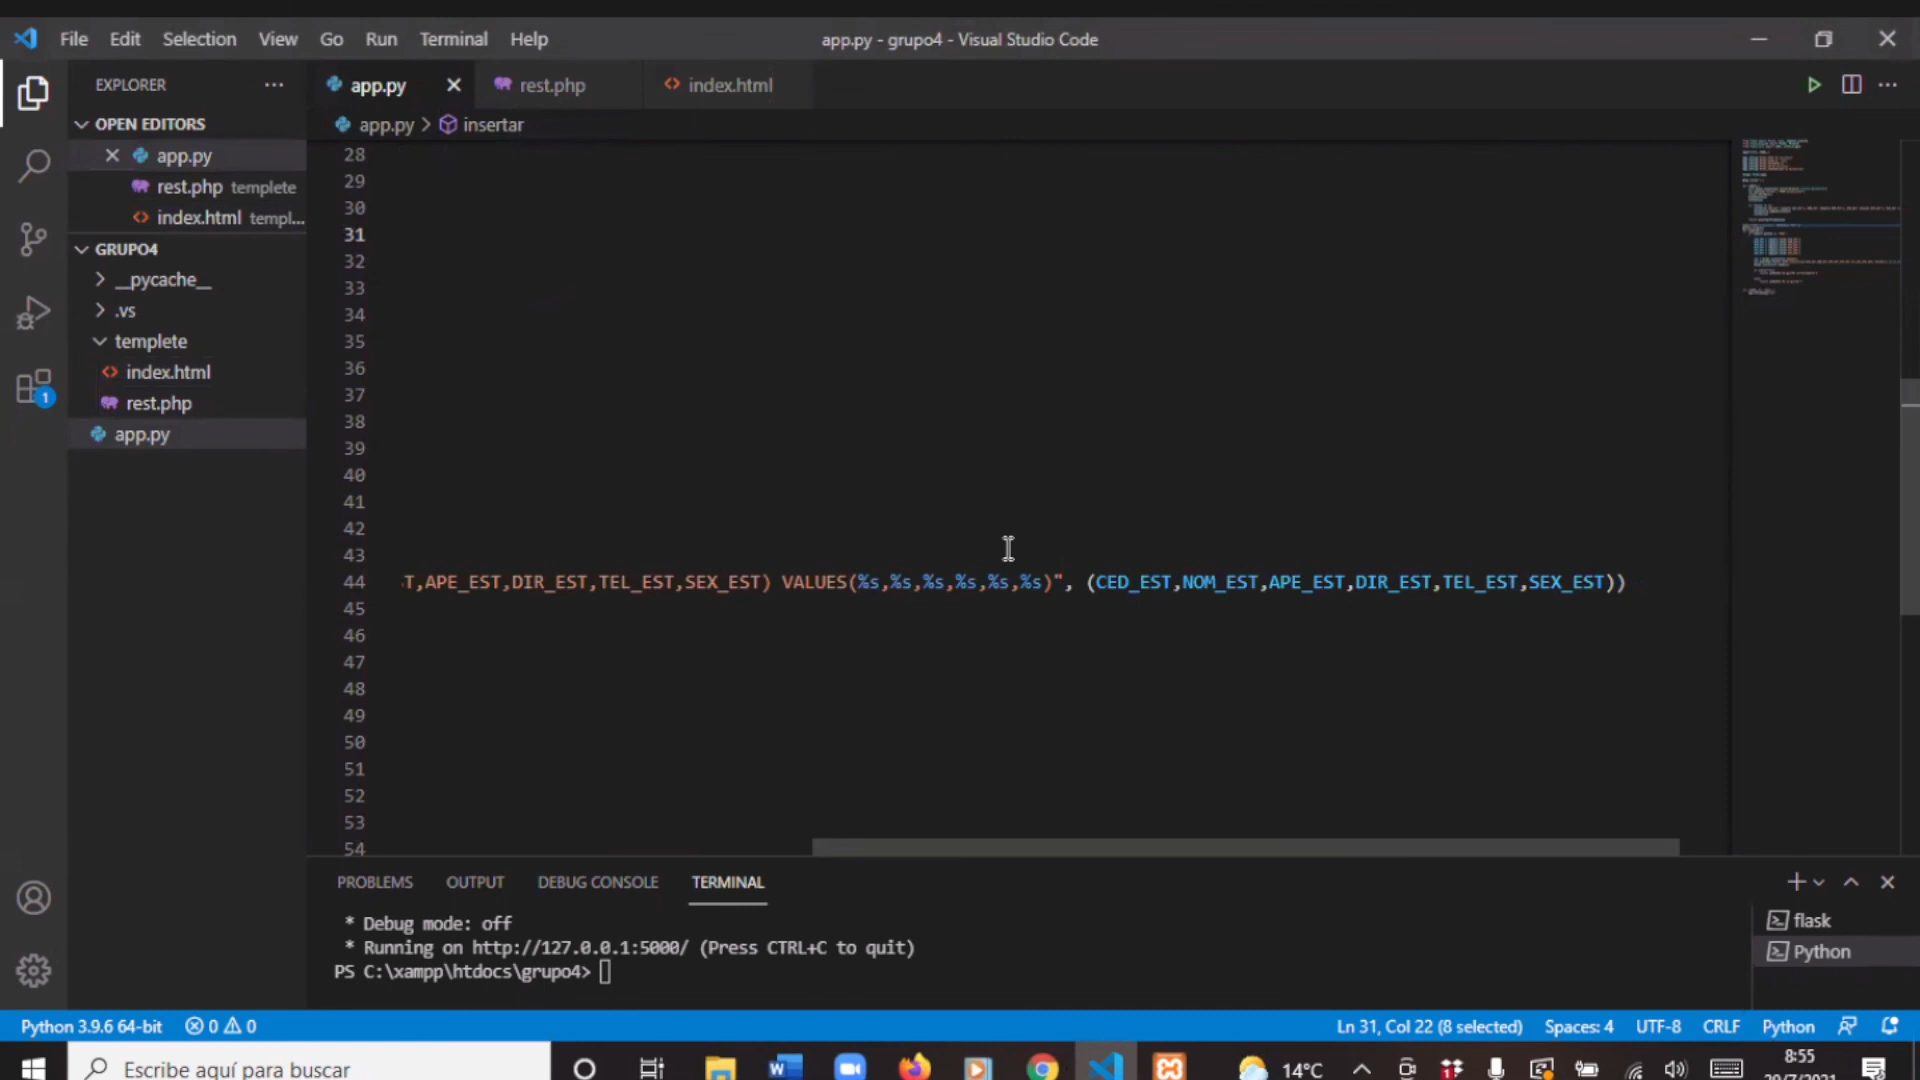 File Edit Selection View Go Run Terminal Help
app.py - grupo4 - Visual Studio Code
EXPLORER
app.py
rest.php
index.html
OPEN EDITORS
app.py > insertar
app.py
rest.php templete
index.html templ...
GRUPO4
__pycache__
.vs
templete
index.html
rest.php
app.py
28
29
30
31
32
33
34
35
36
37
38
39
40
41
42
43
44 T,APE_EST,DIR_EST,TEL_EST,SEX_EST) VALUES(%s,%s,%s,%s,%s,%s)", (CED_EST,NOM_EST,APE_EST,DIR_EST,TEL_EST,SEX_EST))
45
46
47
48
49
50
51
52
53
54
1
PROBLEMS OUTPUT DEBUG CONSOLE TERMINAL
* Debug mode: off
* Running on http://127.0.0.1:5000/ (Press CTRL+C to quit)
PS C:\xampp\htdocs\grupo4>
flask
Python
Python 3.9.6 64-bit 0 0
Ln 31, Col 22 (8 selected) Spaces: 4 UTF-8 CRLF Python
Escribe aquí para buscar
14°C
8:55